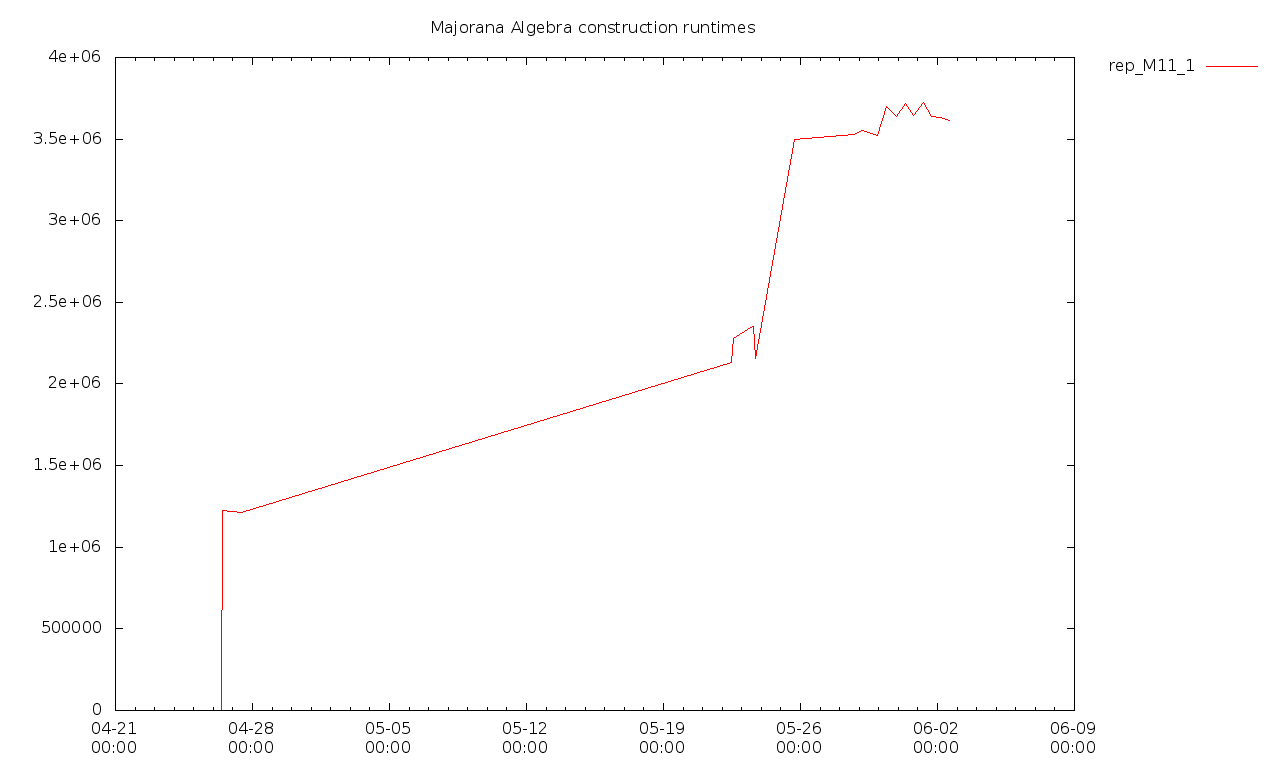 Majorana Algebra construction runtimes
rep_M11_1
4e+06
3.5e+06
3e+06
2.5e+06
2e+06
1.5e+06
1e+06
500000
0
04-21 04-28 05-05 05-12 05-19 05-26 06-02 06-09
00:00 00:00 00:00 00:00 00:00 00:00 00:00 00:00